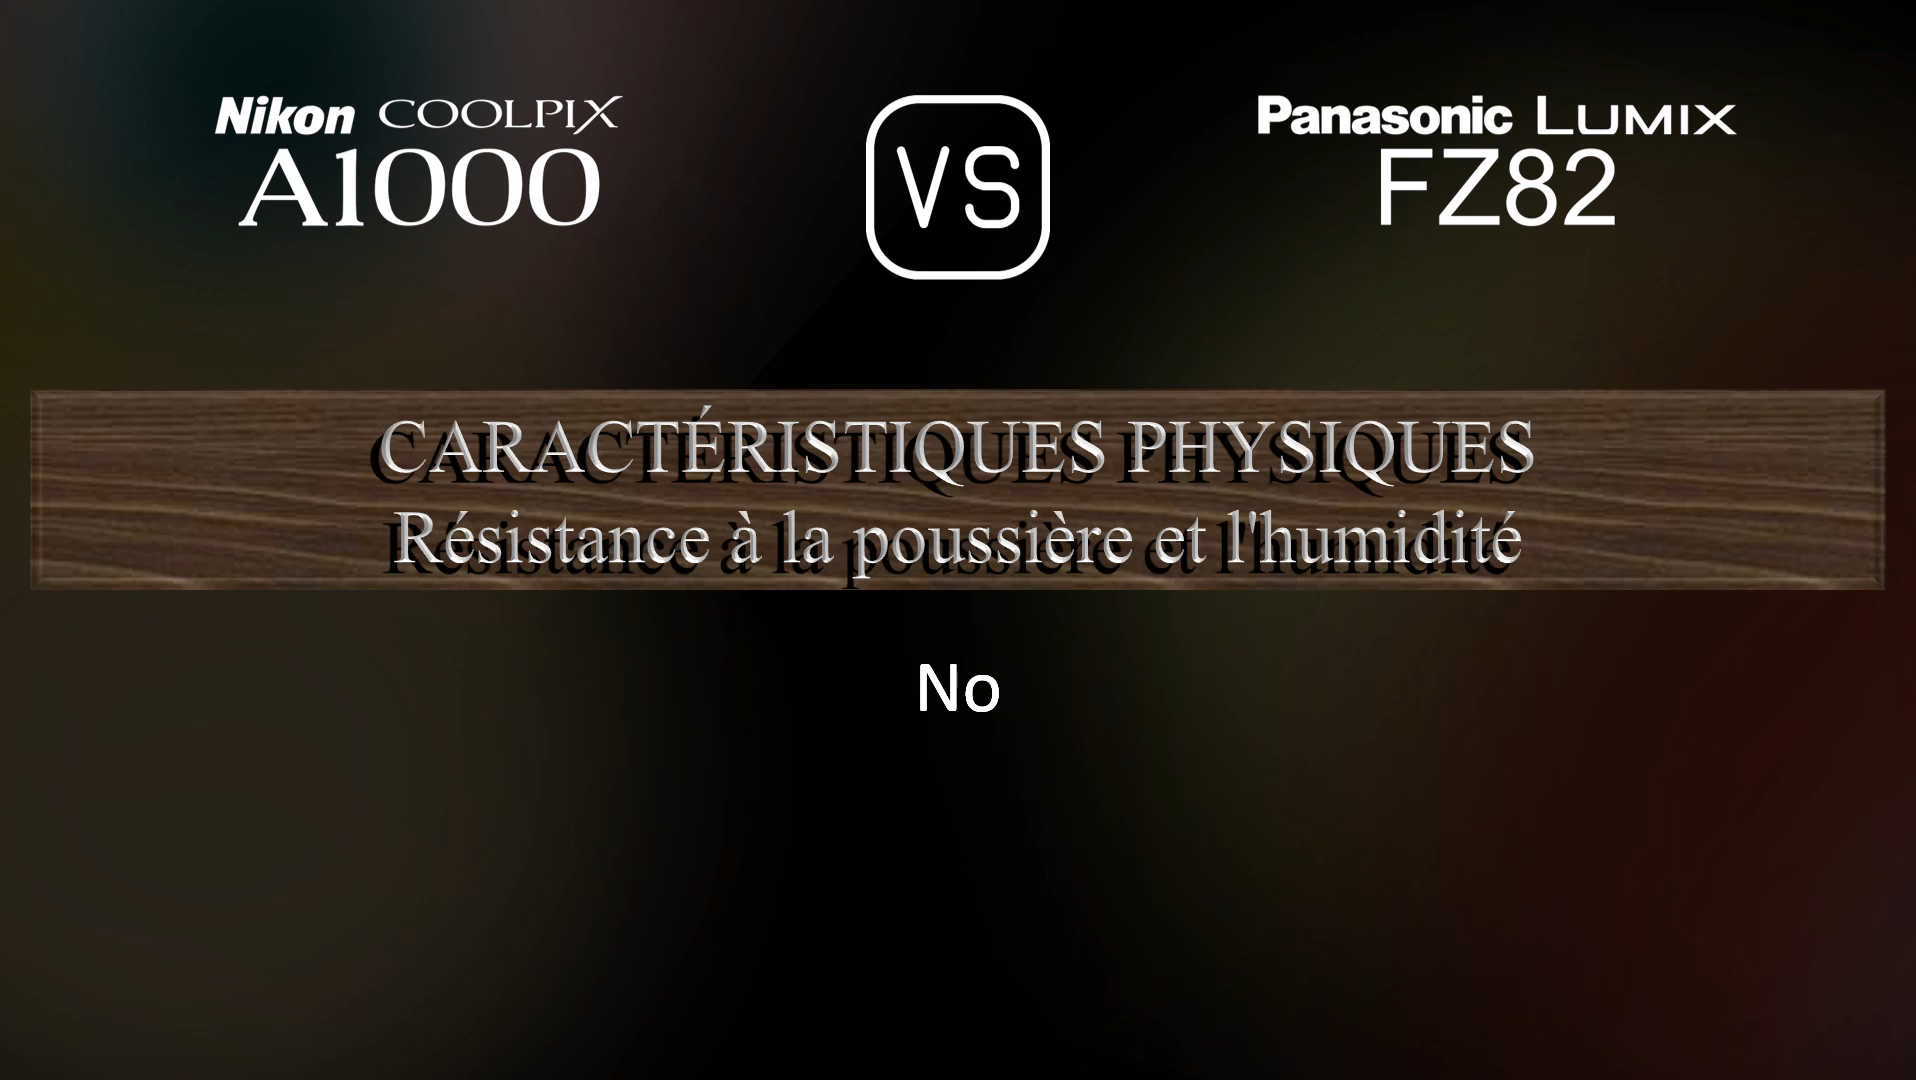 Nikon COOLPIX
A1000
VS
Panasonic LUMIX
FZ82
CARACTÉRISTIQUES PHYSIQUES
Résistance à la poussière et l'humidité
No